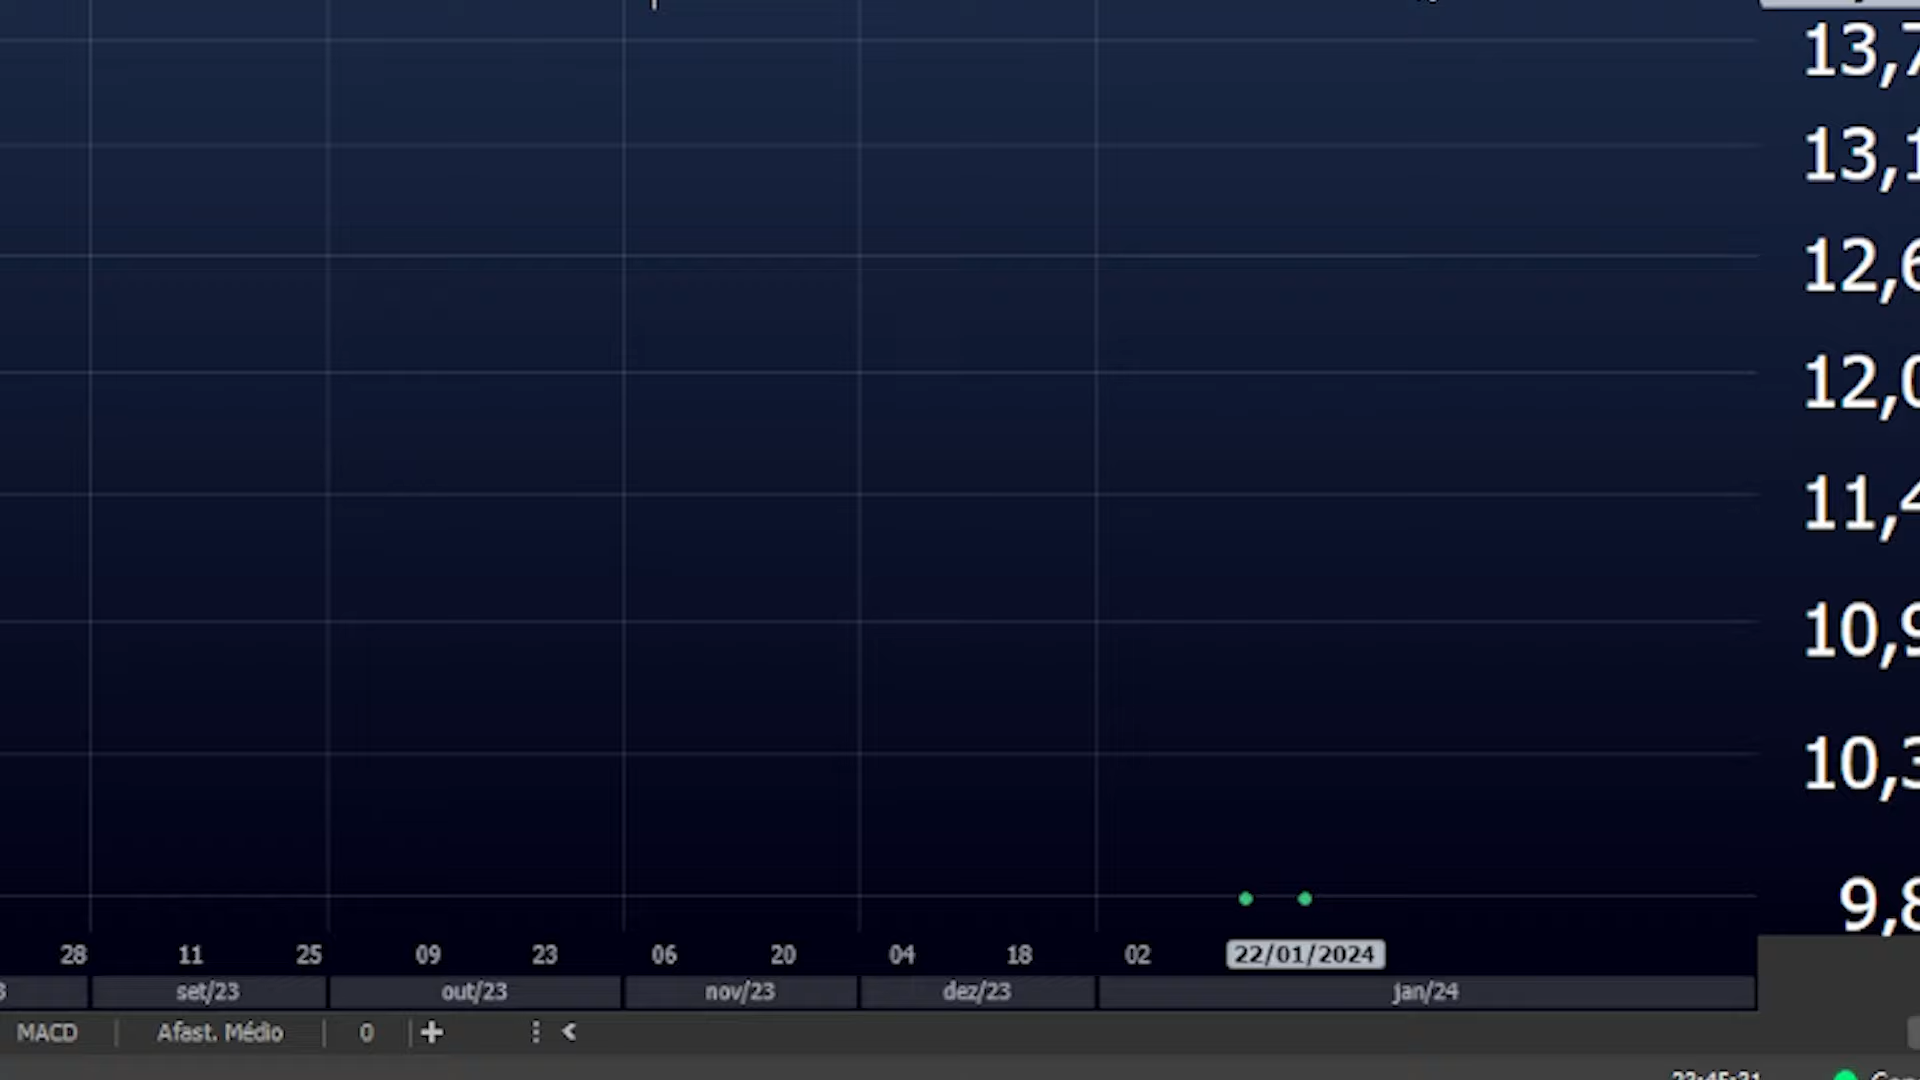 13,7
13,1
12,6
12,0
11,4
10,9
10,3
9,8
28 11 25 09 23 06 20 04 18 02 22/01/2024
set/23 out/23 nov/23 dez/23 jan/24
MACD Afast. Médio 0 + <